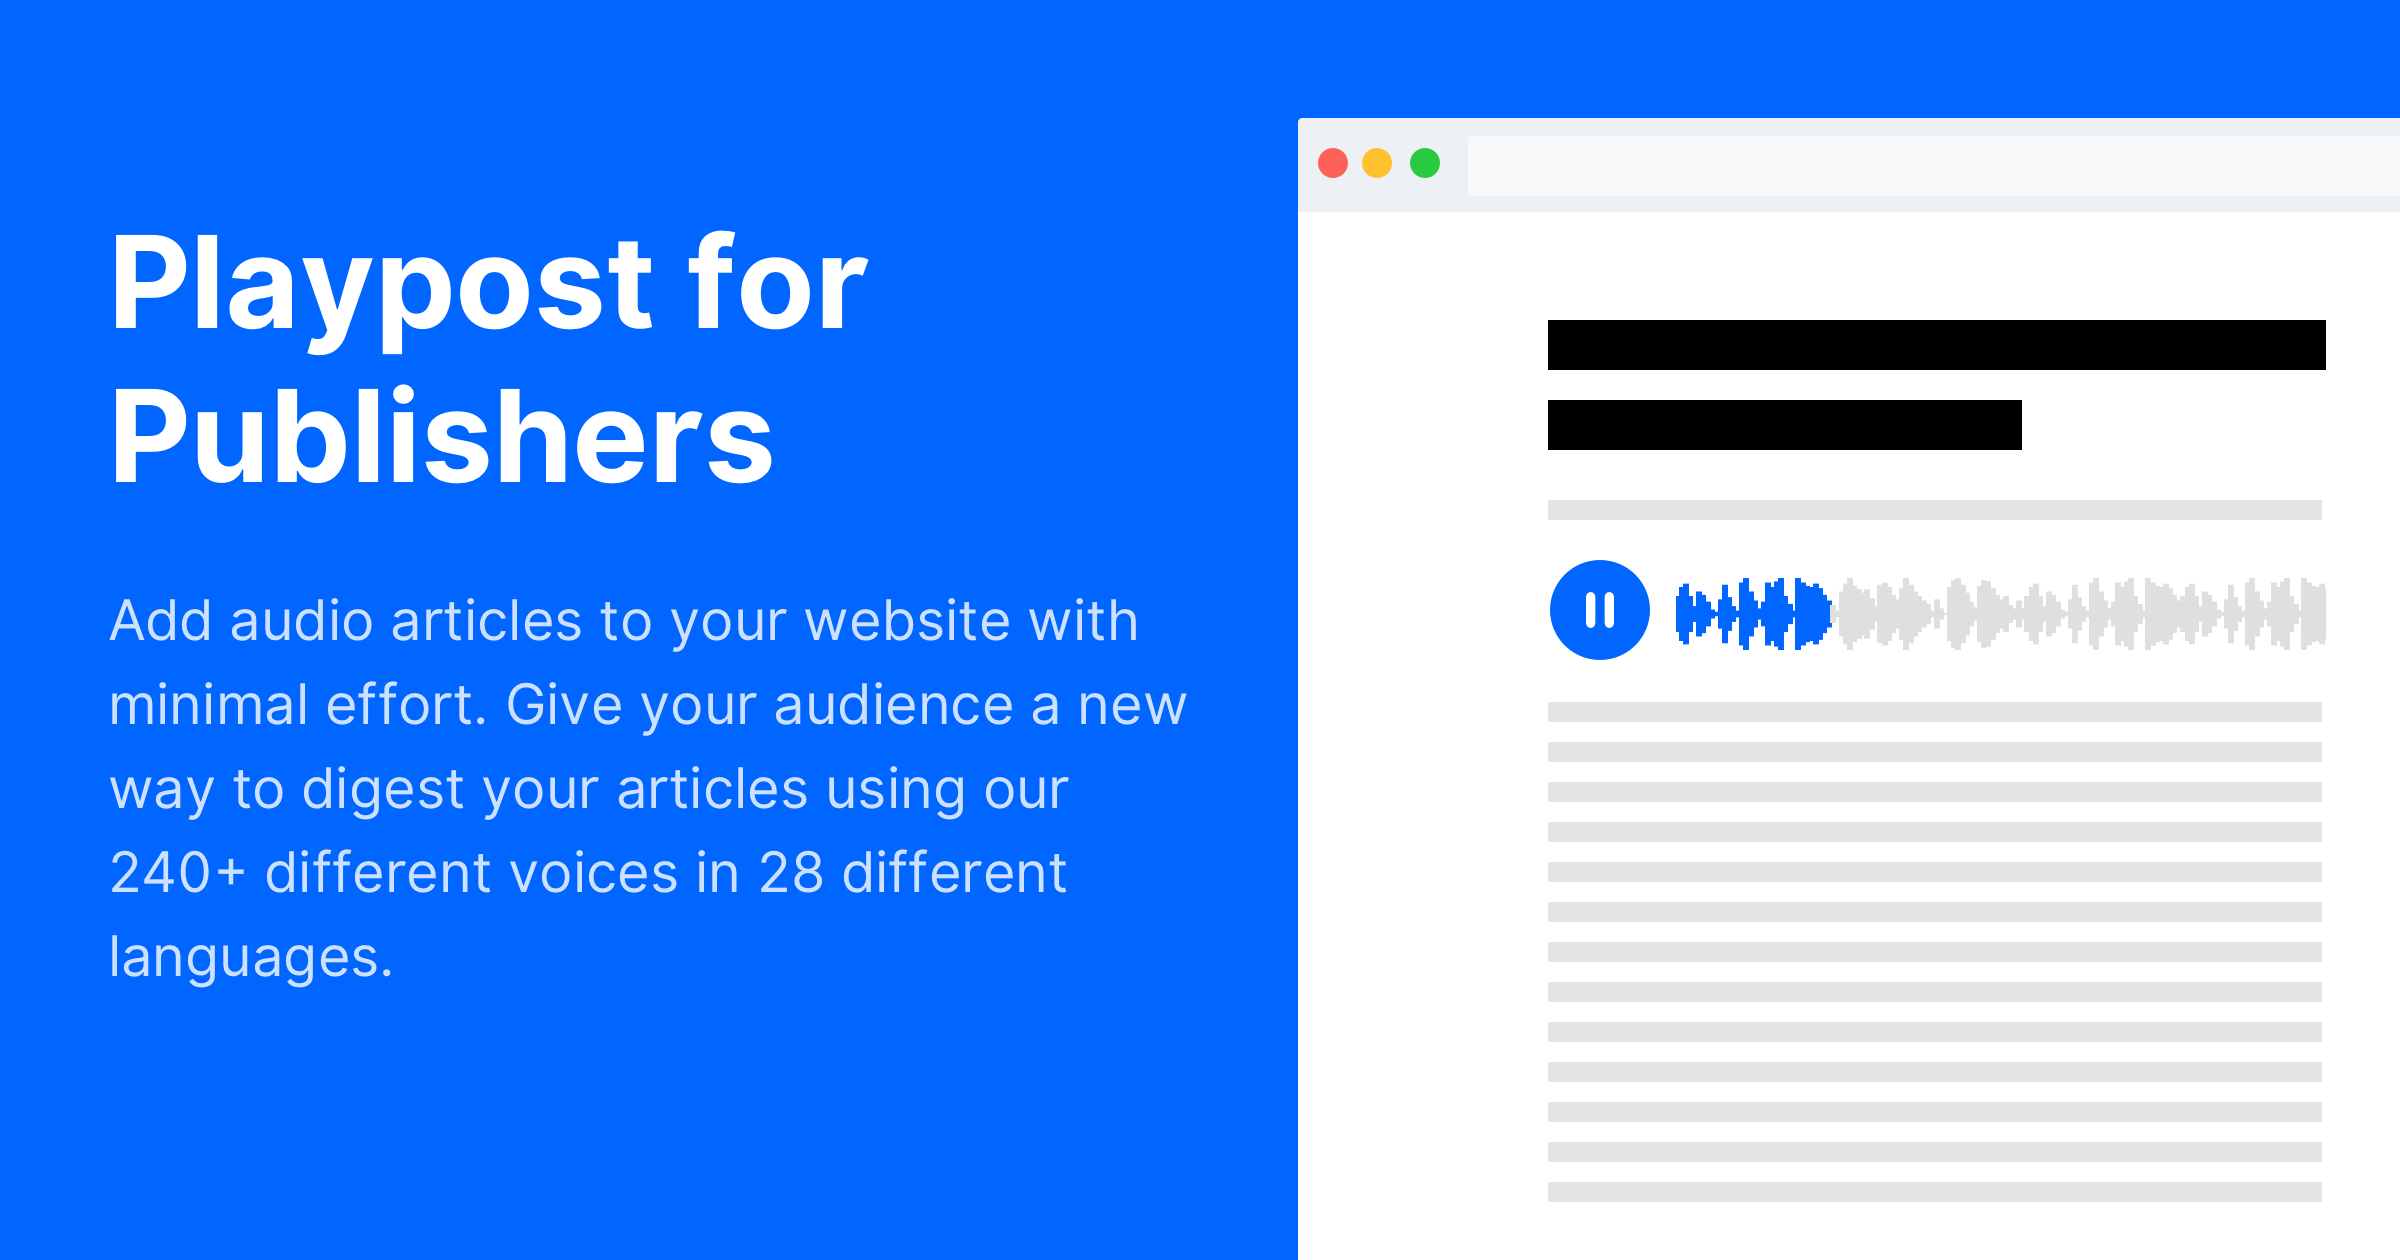 Playpost for
Publishers
Add audio articles to your website with
minimal effort. Give your audience a new
way to digest your articles using our
240+ different voices in 28 different
languages.